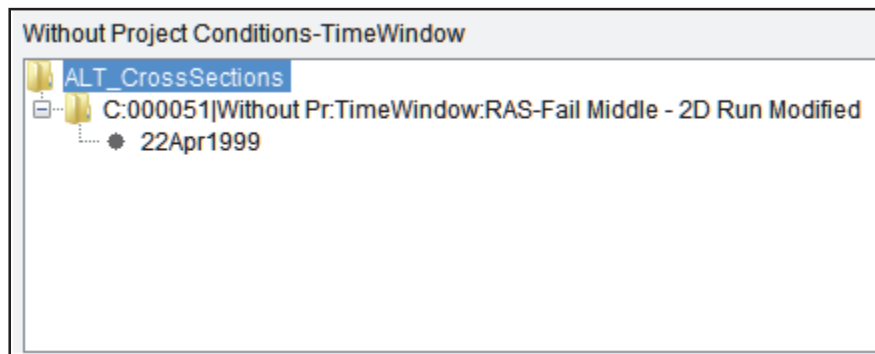 Without Project Conditions-TimeWindow
ALT_CrossSections
C:000051|Without Pr:TimeWindow:RAS-Fail Middle - 2D Run Modified
22Apr1999